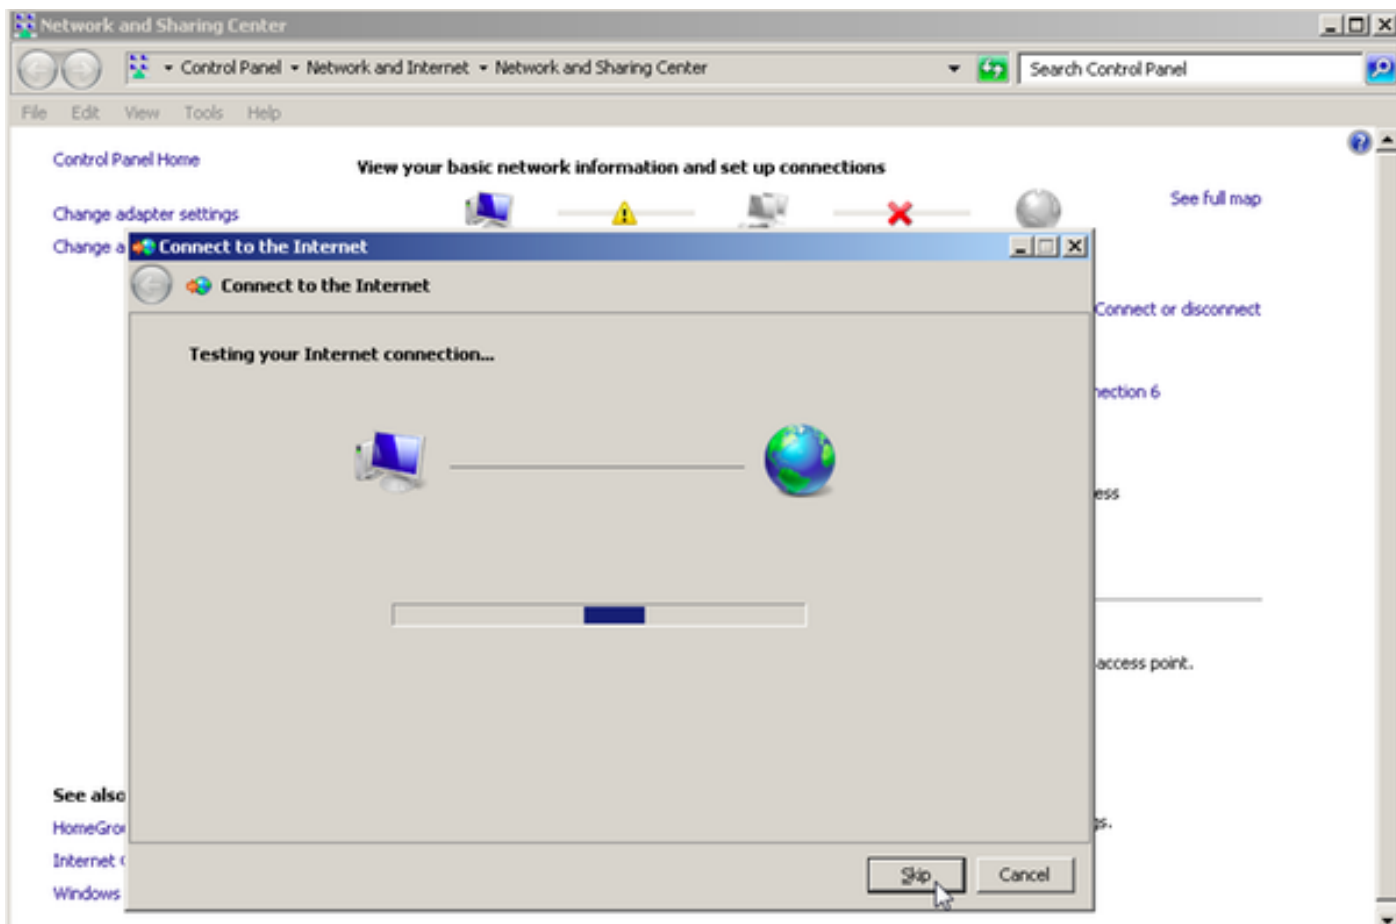 Network and Sharing Center
Control Panel Network and Internet Network and Sharing Center
Search Control Panel
File Edit View Tools Help
Control Panel Home
View your basic network information and set up connections
Change adapter settings
See full map
Change a
Connect to the Internet
Connect to the Internet
Connect or disconnect
Testing your Internet connection...
nection 6
ess
access point.
See also
HomeGro
gs.
Internet
Windows
Skip
Cancel